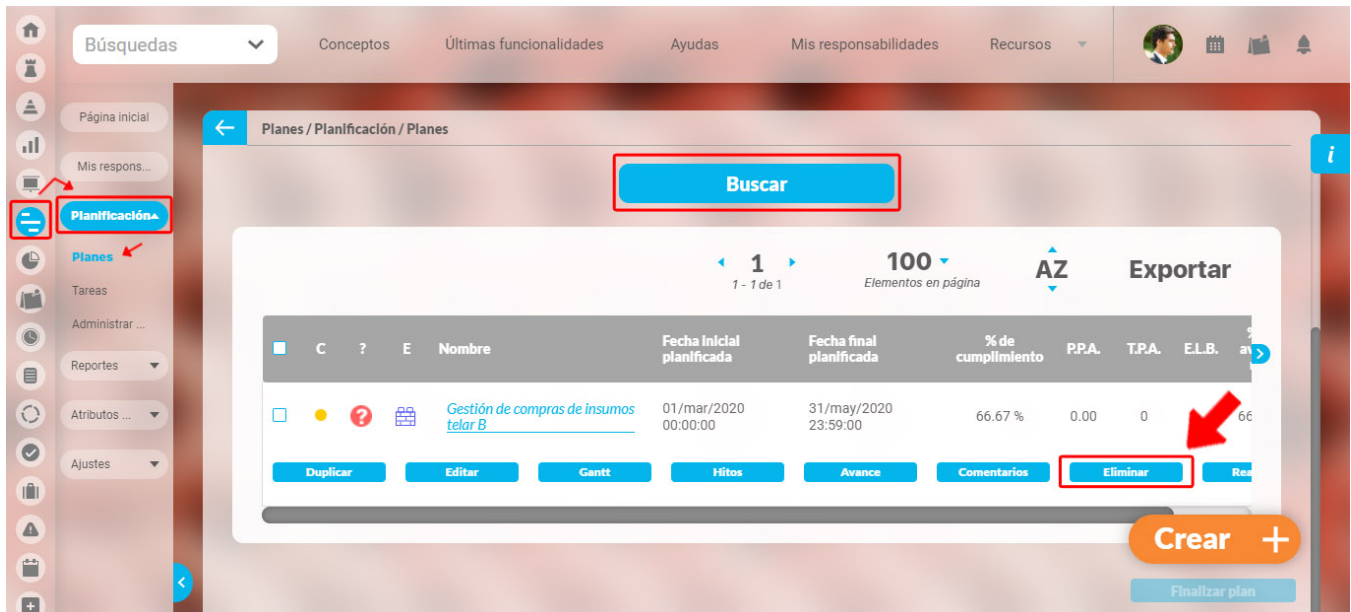 Búsquedas
Conceptos
Últimas funcionalidades
Ayudas
Mis responsabilidades
Recursos
Página inicial
Mis respons...
Planificación
Planes
Tareas
Administrar ...
Reportes
Atributos ...
Ajustes
Planes / Planificación / Planes
i
Buscar
1
1 - 1 de 1
100
Elementos en página
AZ
Exportar
C ? E Nombre Fecha inicial planificada Fecha final planificada % de cumplimiento P.P.A. T.P.A. E.L.B.
? Gestión de compras de insumos telar B 01/mar/2020 00:00:00 31/may/2020 23:59:00 66.67 % 0.00 0 66
Duplicar Editar Gantt Hitos Avance Comentarios Eliminar
Crear +
Finalizar plan